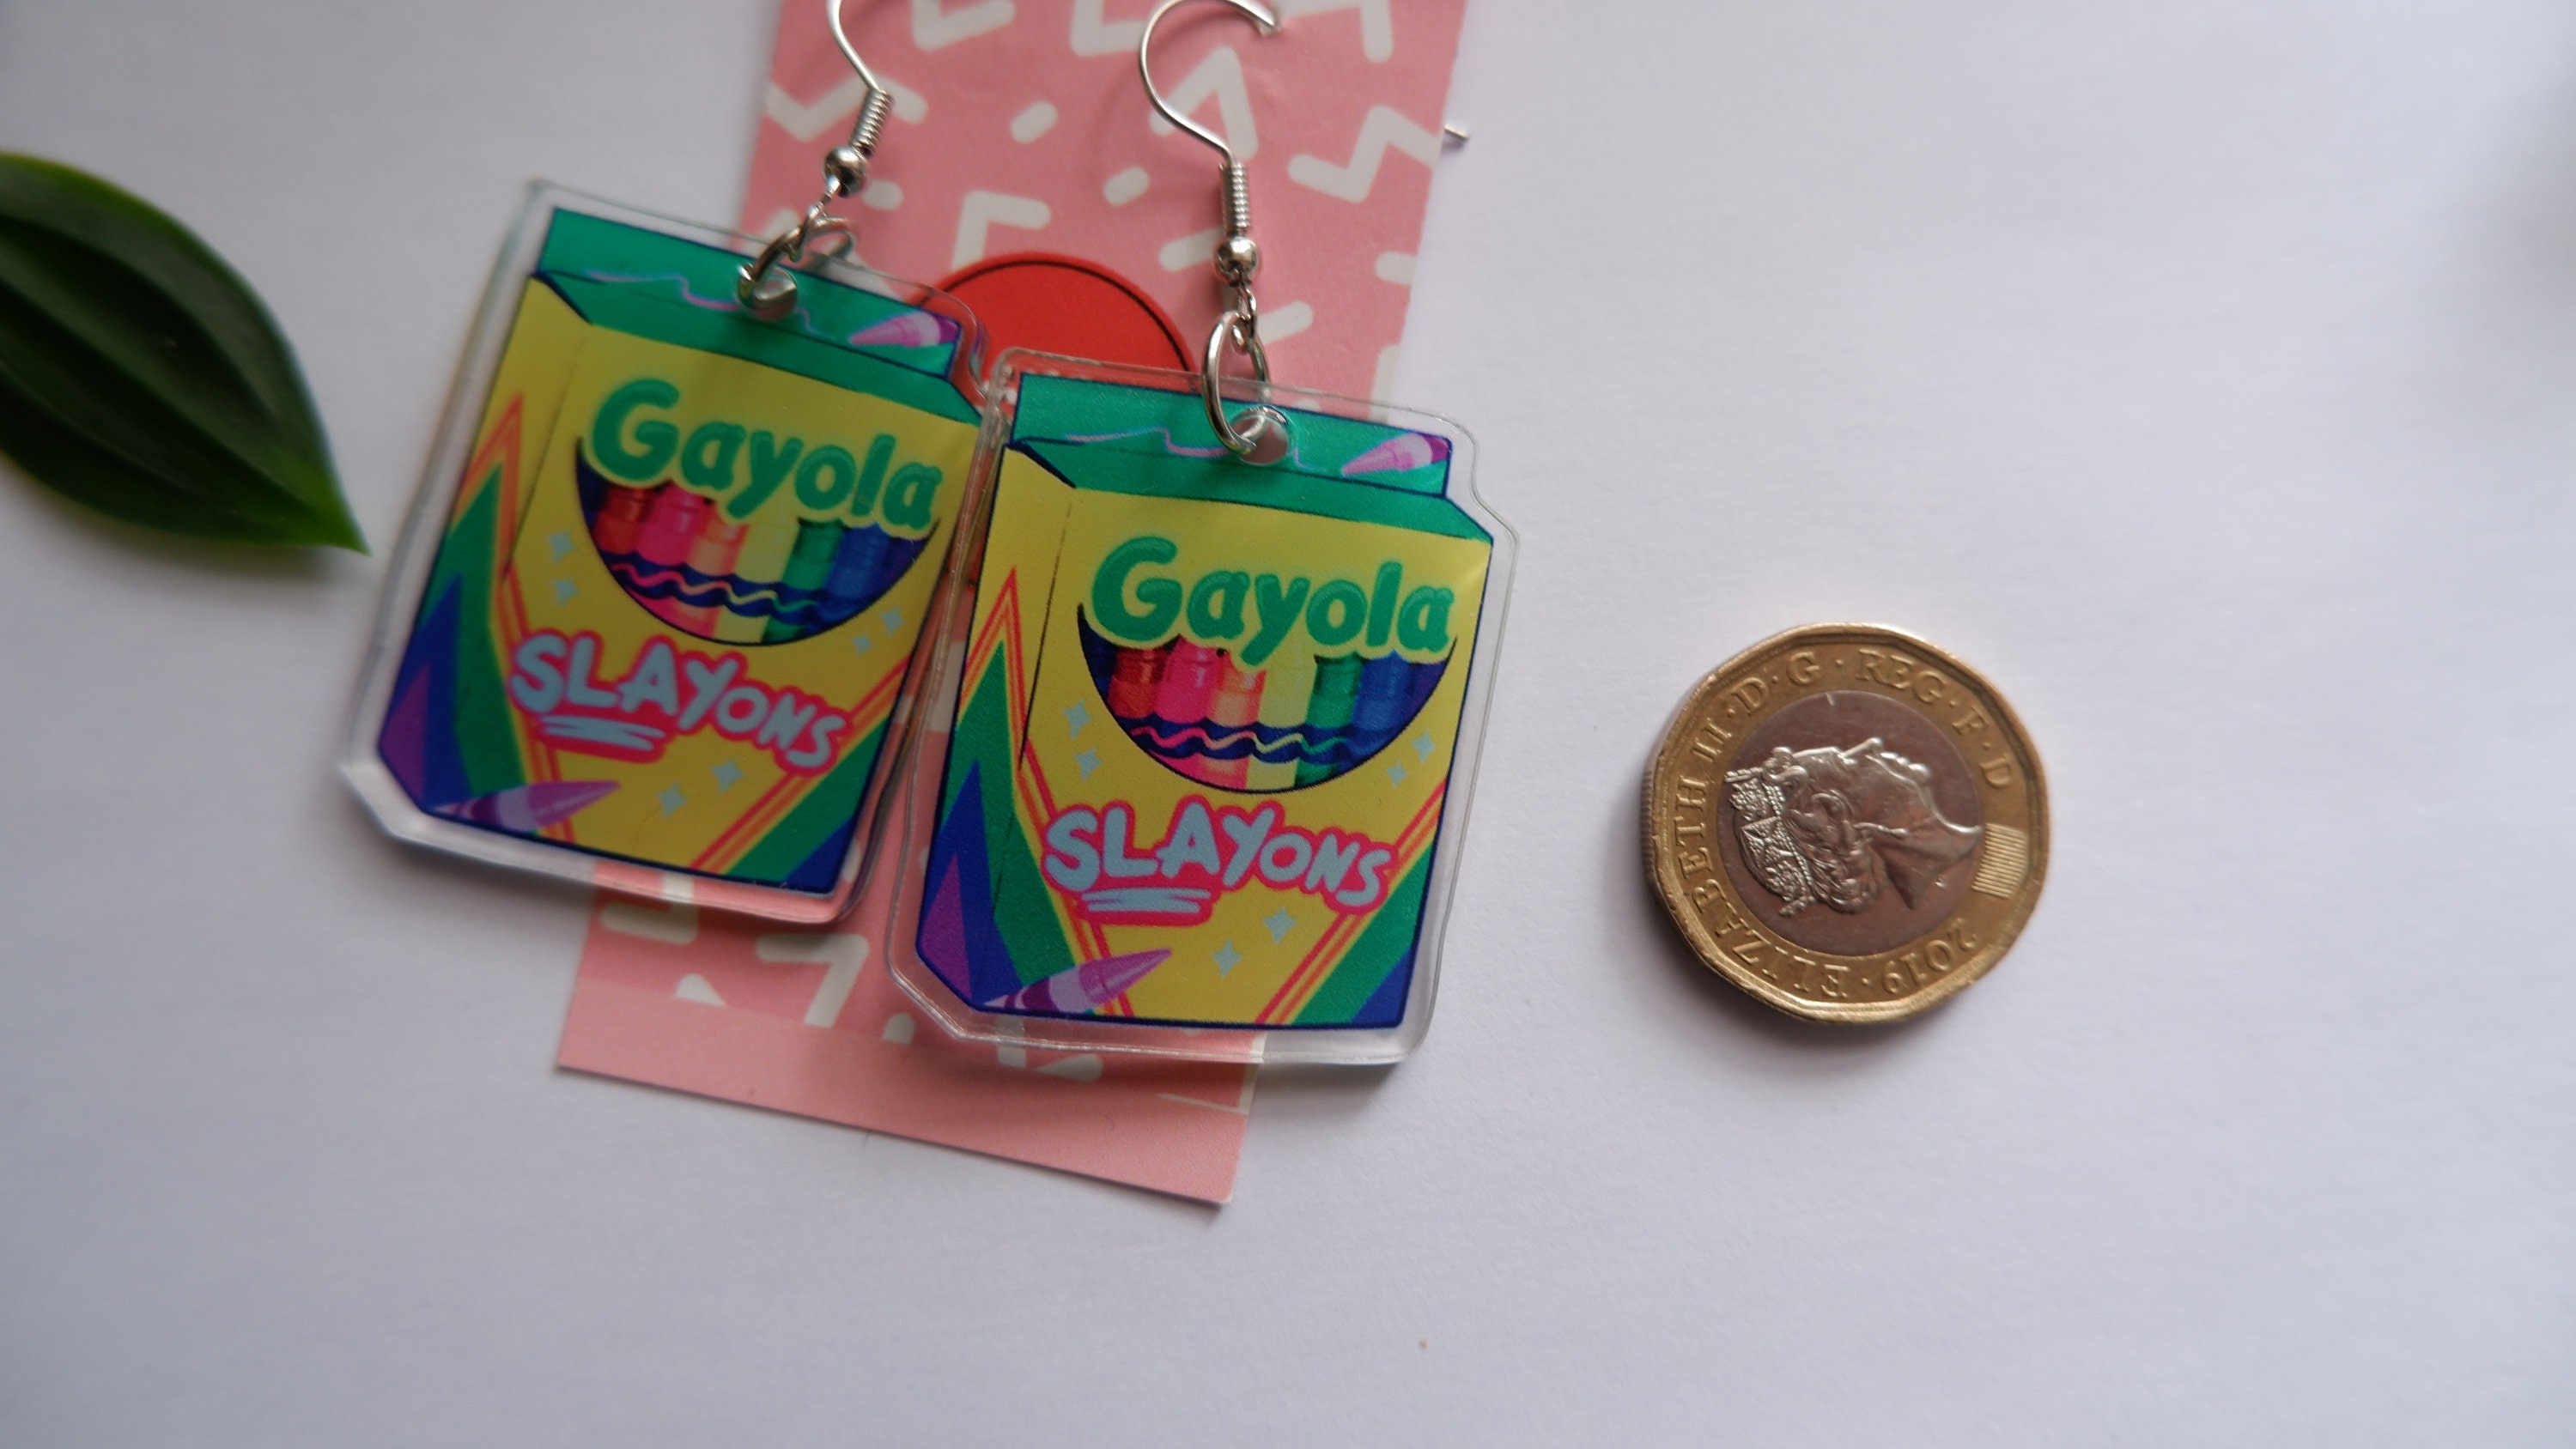 Gayola
SLAYONS
Gayola
SLAYONS
ELIZABETH II · D · G · REG · F · D
· 2019